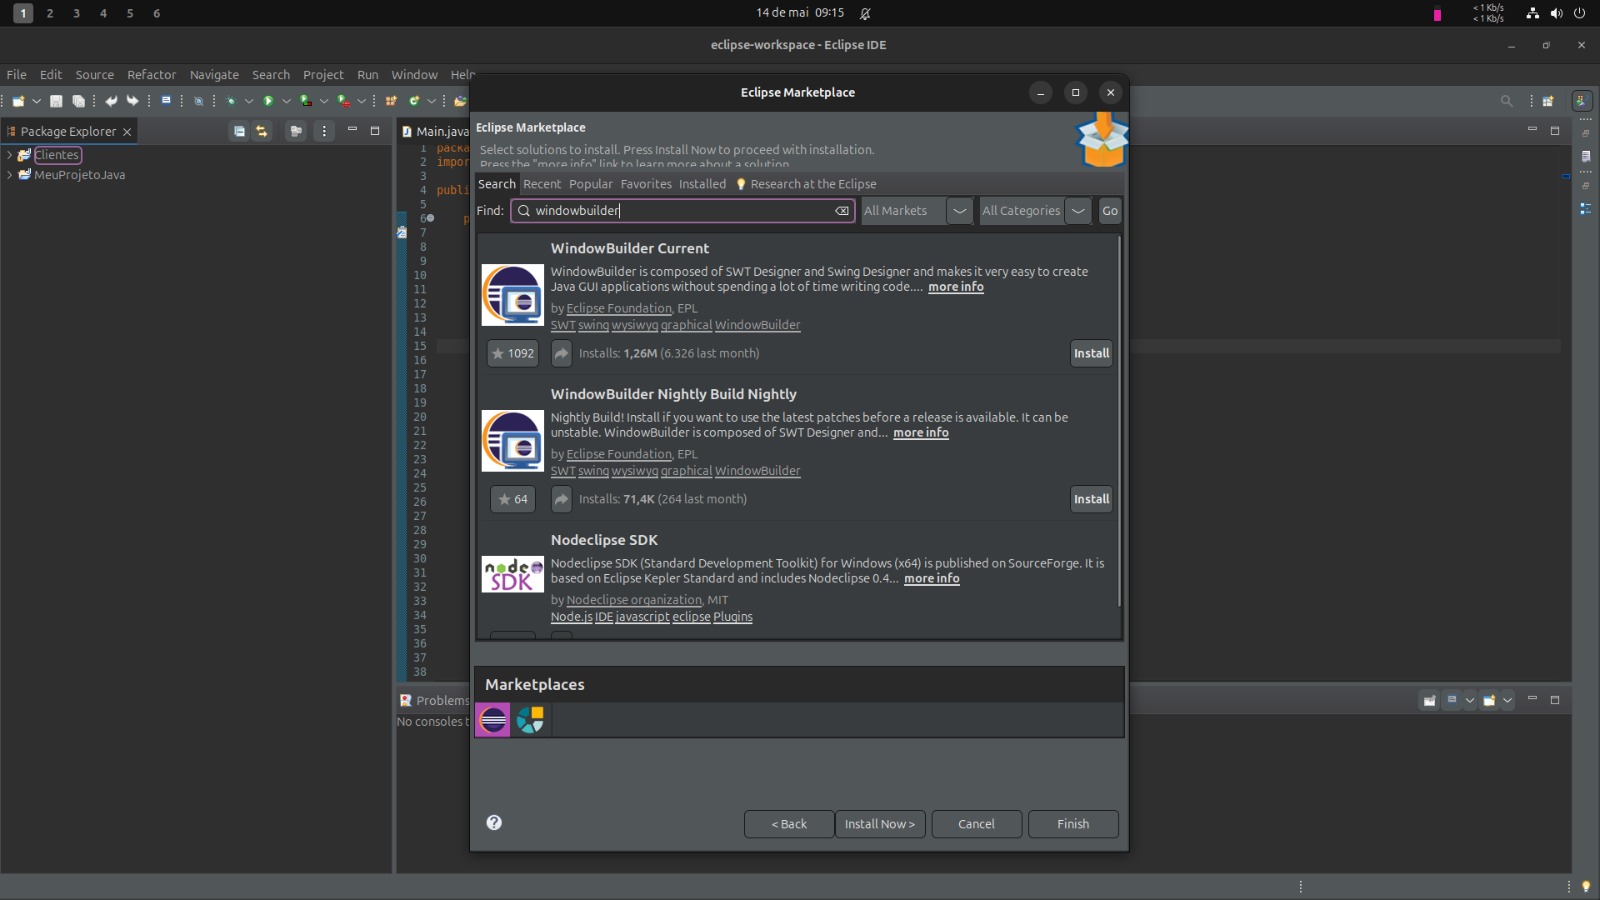 1 2 3 4 5 6
14 de mai 09:15
< 1 Kb/s
< 1 Kb/s
eclipse-workspace - Eclipse IDE
File Edit Source Refactor Navigate Search Project Run Window Help
Package Explorer
Clientes
MeuProjetoJava
Main.java
1 packa
2 impor
3
4 publi
5
6 p
7
8
9
10
11
12
13
14
15
16
17
18
19
20
21
22
23
24
25
26
27
28
29
30
31
32
33
34
35
36
37
38
Problems
No consoles t
Eclipse Marketplace
Eclipse Marketplace
Select solutions to install. Press Install Now to proceed with installation.
Press the "more info" link to learn more about a solution.
Search Recent Popular Favorites Installed Research at the Eclipse
Find: windowbuilder All Markets All Categories Go
WindowBuilder Current
WindowBuilder is composed of SWT Designer and Swing Designer and makes it very easy to create
Java GUI applications without spending a lot of time writing code.... more info
by Eclipse Foundation, EPL
SWT swing wysiwyg graphical WindowBuilder
1092 Installs: 1,26M (6.326 last month) Install
WindowBuilder Nightly Build Nightly
Nightly Build! Install if you want to use the latest patches before a release is available. It can be
unstable. WindowBuilder is composed of SWT Designer and... more info
by Eclipse Foundation, EPL
SWT swing wysiwyg graphical WindowBuilder
64 Installs: 71,4K (264 last month) Install
Nodeclipse SDK
node SDK
Nodeclipse SDK (Standard Development Toolkit) for Windows (x64) is published on SourceForge. It is
based on Eclipse Kepler Standard and includes Nodeclipse 0.4... more info
by Nodeclipse organization, MIT
Node.js IDE javascript eclipse Plugins
Marketplaces
< Back Install Now > Cancel Finish